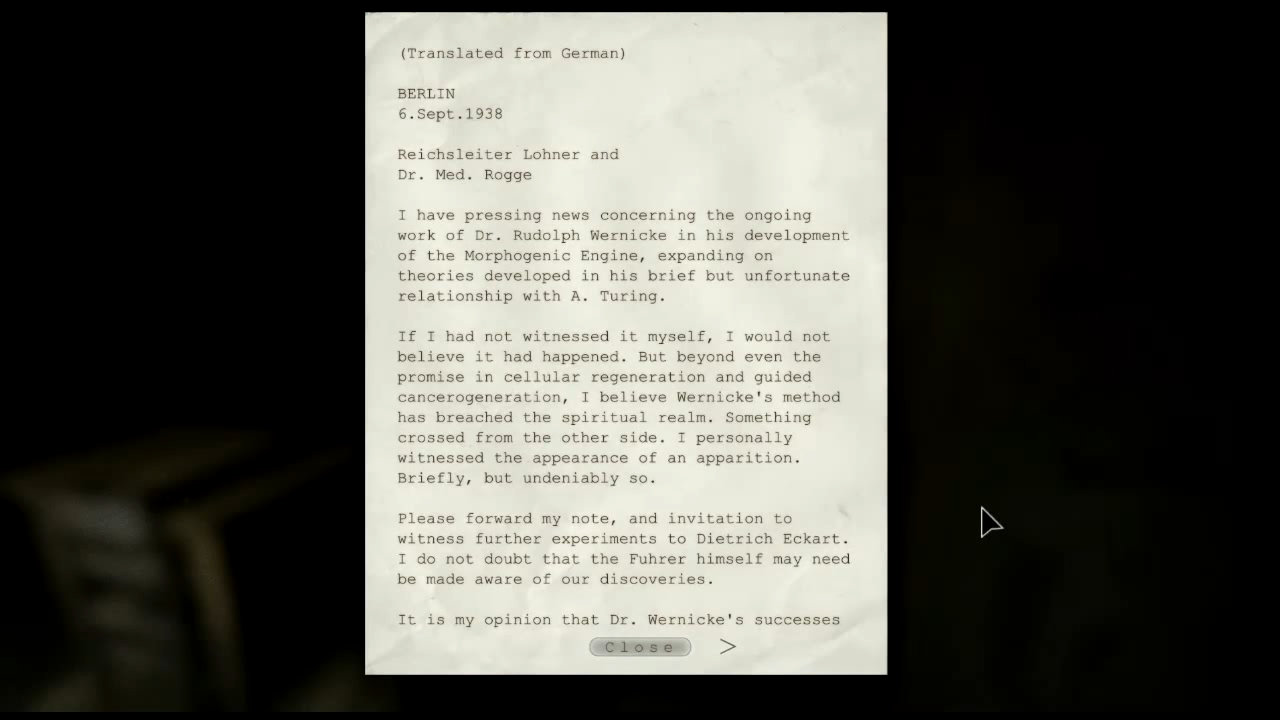 (Translated from German)
BERLIN
6.Sept.1938
Reichsleiter Lohner and
Dr. Med. Rogge
I have pressing news concerning the ongoing
work of Dr. Rudolph Wernicke in his development
of the Morphogenic Engine, expanding on
theories developed in his brief but unfortunate
relationship with A. Turing.
If I had not witnessed it myself, I would not
believe it had happened. But beyond even the
promise in cellular regeneration and guided
cancerogeneration, I believe Wernicke's method
has breached the spiritual realm. Something
crossed from the other side. I personally
witnessed the appearance of an apparition.
Briefly, but undeniably so.
Please forward my note, and invitation to
witness further experiments to Dietrich Eckart.
I do not doubt that the Fuhrer himself may need
be made aware of our discoveries.
It is my opinion that Dr. Wernicke's successes
Close >